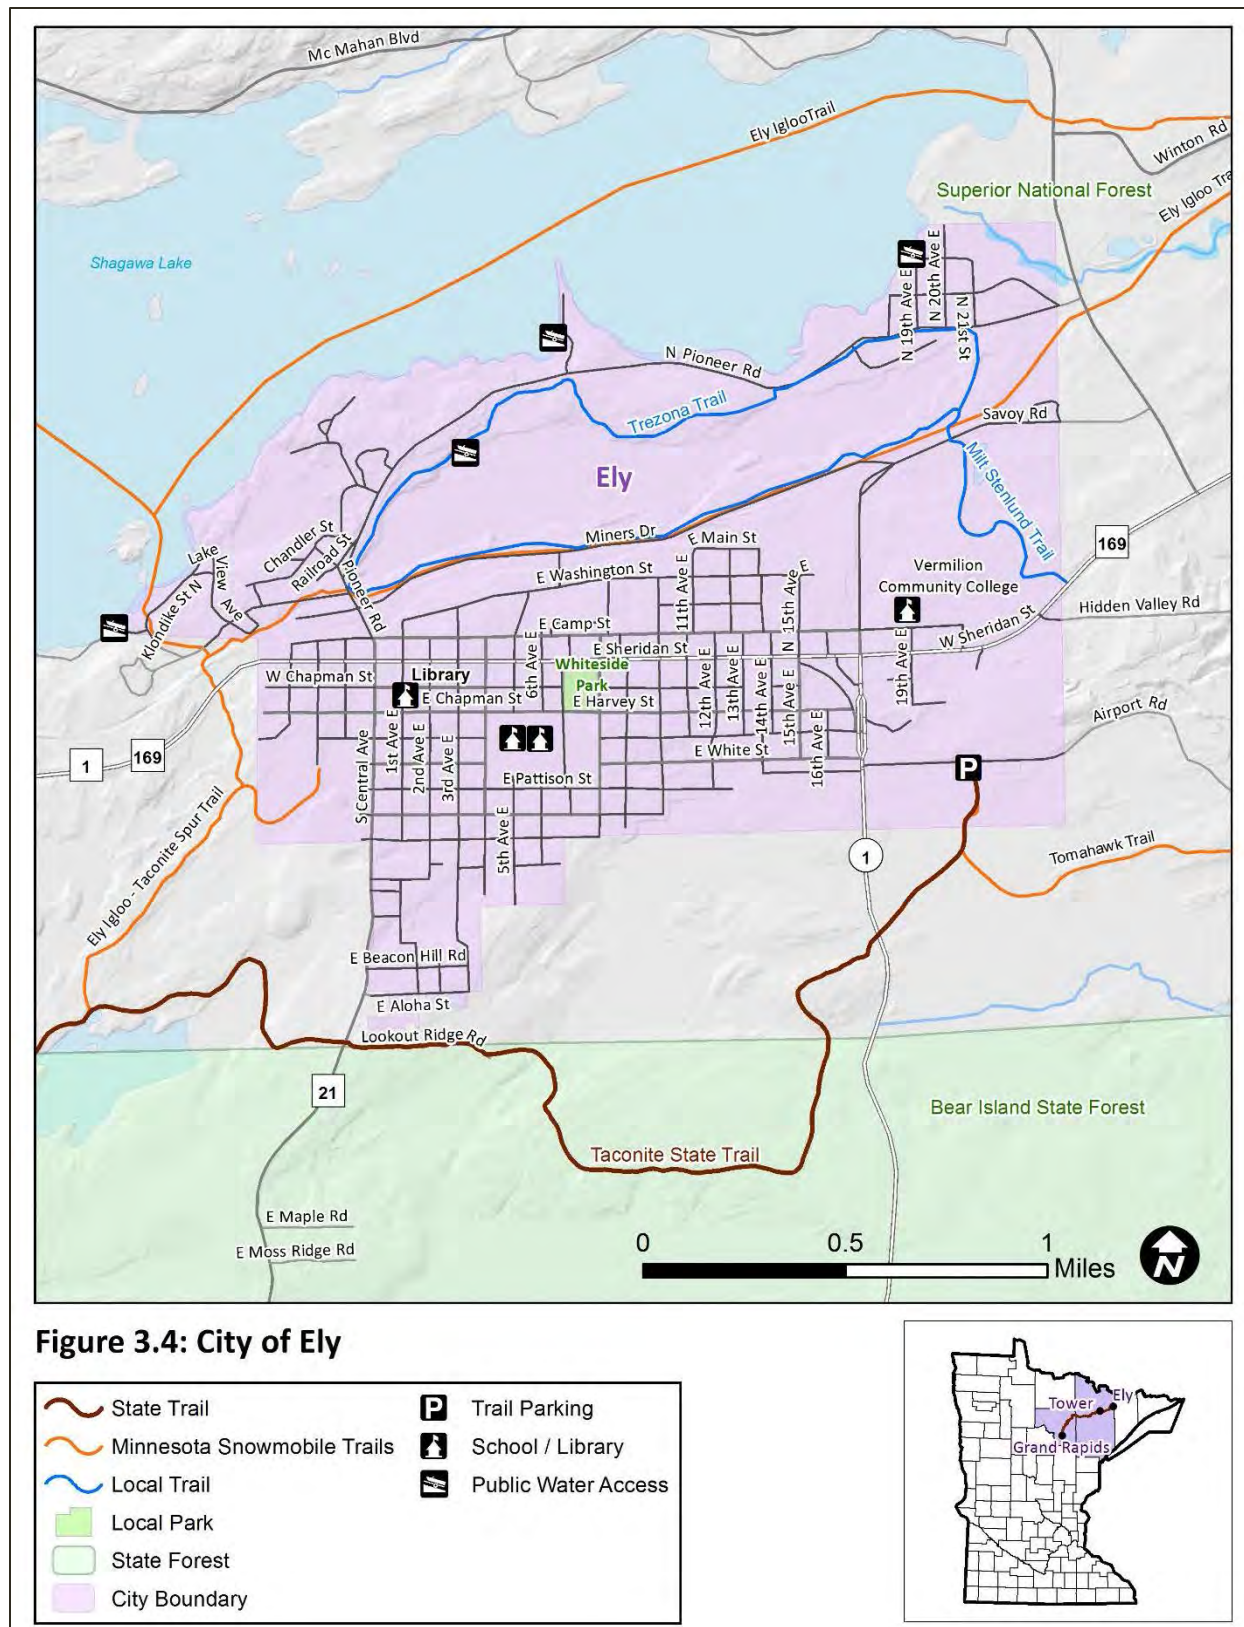 Mc Mahan Blvd
Ely IglooTrail
Winton Rd
Superior National Forest
Ely Igloo Tra
Shagawa Lake
N 19th Ave E
N 20th Ave E
N 21st St
N Pioneer Rd
Trezona Trail
Savoy Rd
Ely
Milt Stenlund Trail
Miners Dr
E Main St
169
Chandler St
Railroad St
Lake
View
Ave
Klondike St N
Pioneer Rd
E Washington St
11th Ave E
N 15th Ave E
Vermilion
Community College
Hidden Valley Rd
E Camp St
W Sheridan St
E Sheridan St
6th Ave E
Whiteside
Park
W Chapman St
Library
E Chapman St
E Harvey St
19th Ave E
Airport Rd
12th Ave E
13th Ave E
14th Ave E
15th Ave E
16th Ave E
1
169
S Central Ave
1st Ave E
2nd Ave E
3rd Ave E
E White St
E Pattison St
P
5th Ave E
1
Tomahawk Trail
Ely Igloo - Taconite Spur Trail
E Beacon Hill Rd
E Aloha St
Lookout Ridge Rd
21
Bear Island State Forest
Taconite State Trail
E Maple Rd
E Moss Ridge Rd
0 0.5 1
Miles
N
Figure 3.4: City of Ely
State Trail
Minnesota Snowmobile Trails
Local Trail
Local Park
State Forest
City Boundary
P Trail Parking
School / Library
Public Water Access
Ely
Tower
Grand Rapids